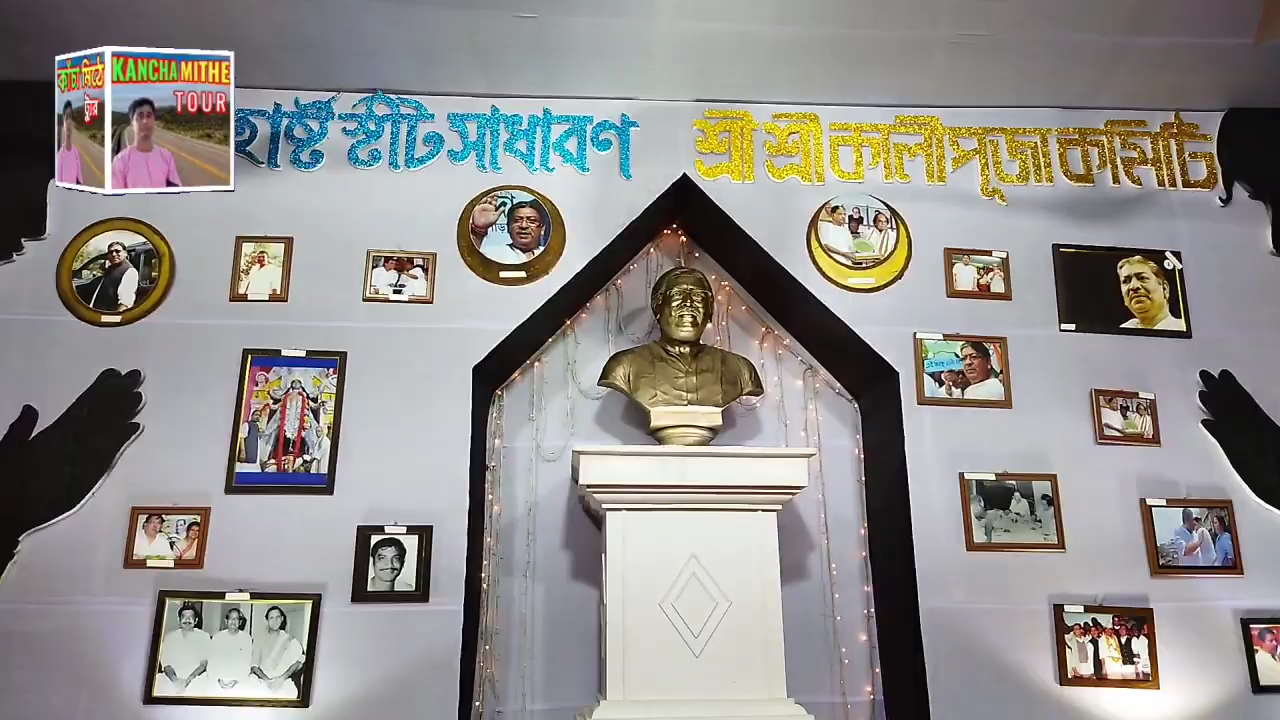 কাঁচা মিঠে
ট্যুর
KANCHA MITHE
TOUR
স্ট্রীট সাধারণ
শ্রী শ্রী কালীপূজা কমিটি